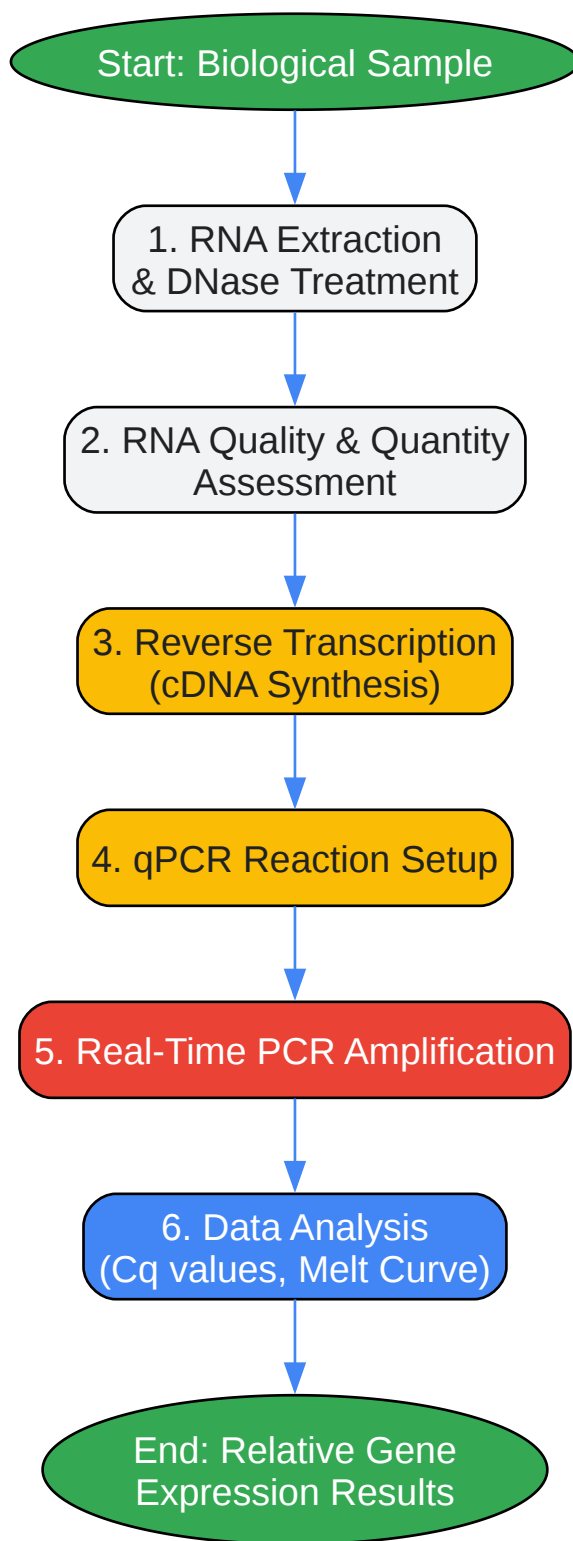 Start: Biological Sample
1. RNA Extraction
& DNase Treatment
2. RNA Quality & Quantity
Assessment
3. Reverse Transcription
(cDNA Synthesis)
4. qPCR Reaction Setup
5. Real-Time PCR Amplification
6. Data Analysis
(Cq values, Melt Curve)
End: Relative Gene
Expression Results